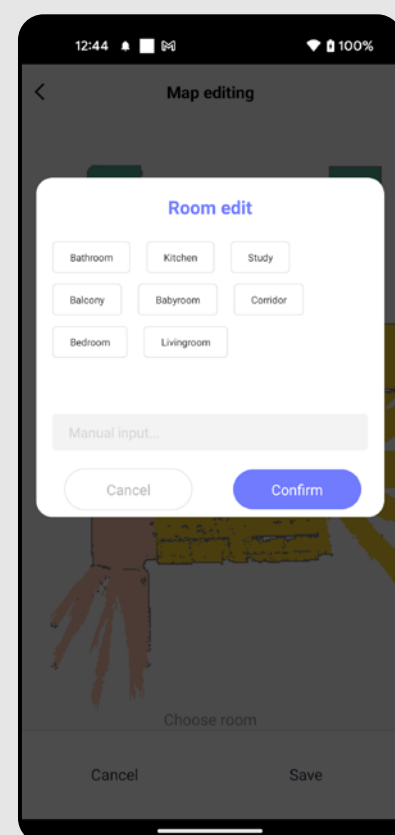 12:44 100%
Map editing
Room edit
Bathroom Kitchen Study
Balcony Babyroom Corridor
Bedroom Livingroom
Manual input...
Cancel Confirm
Choose room
Cancel Save